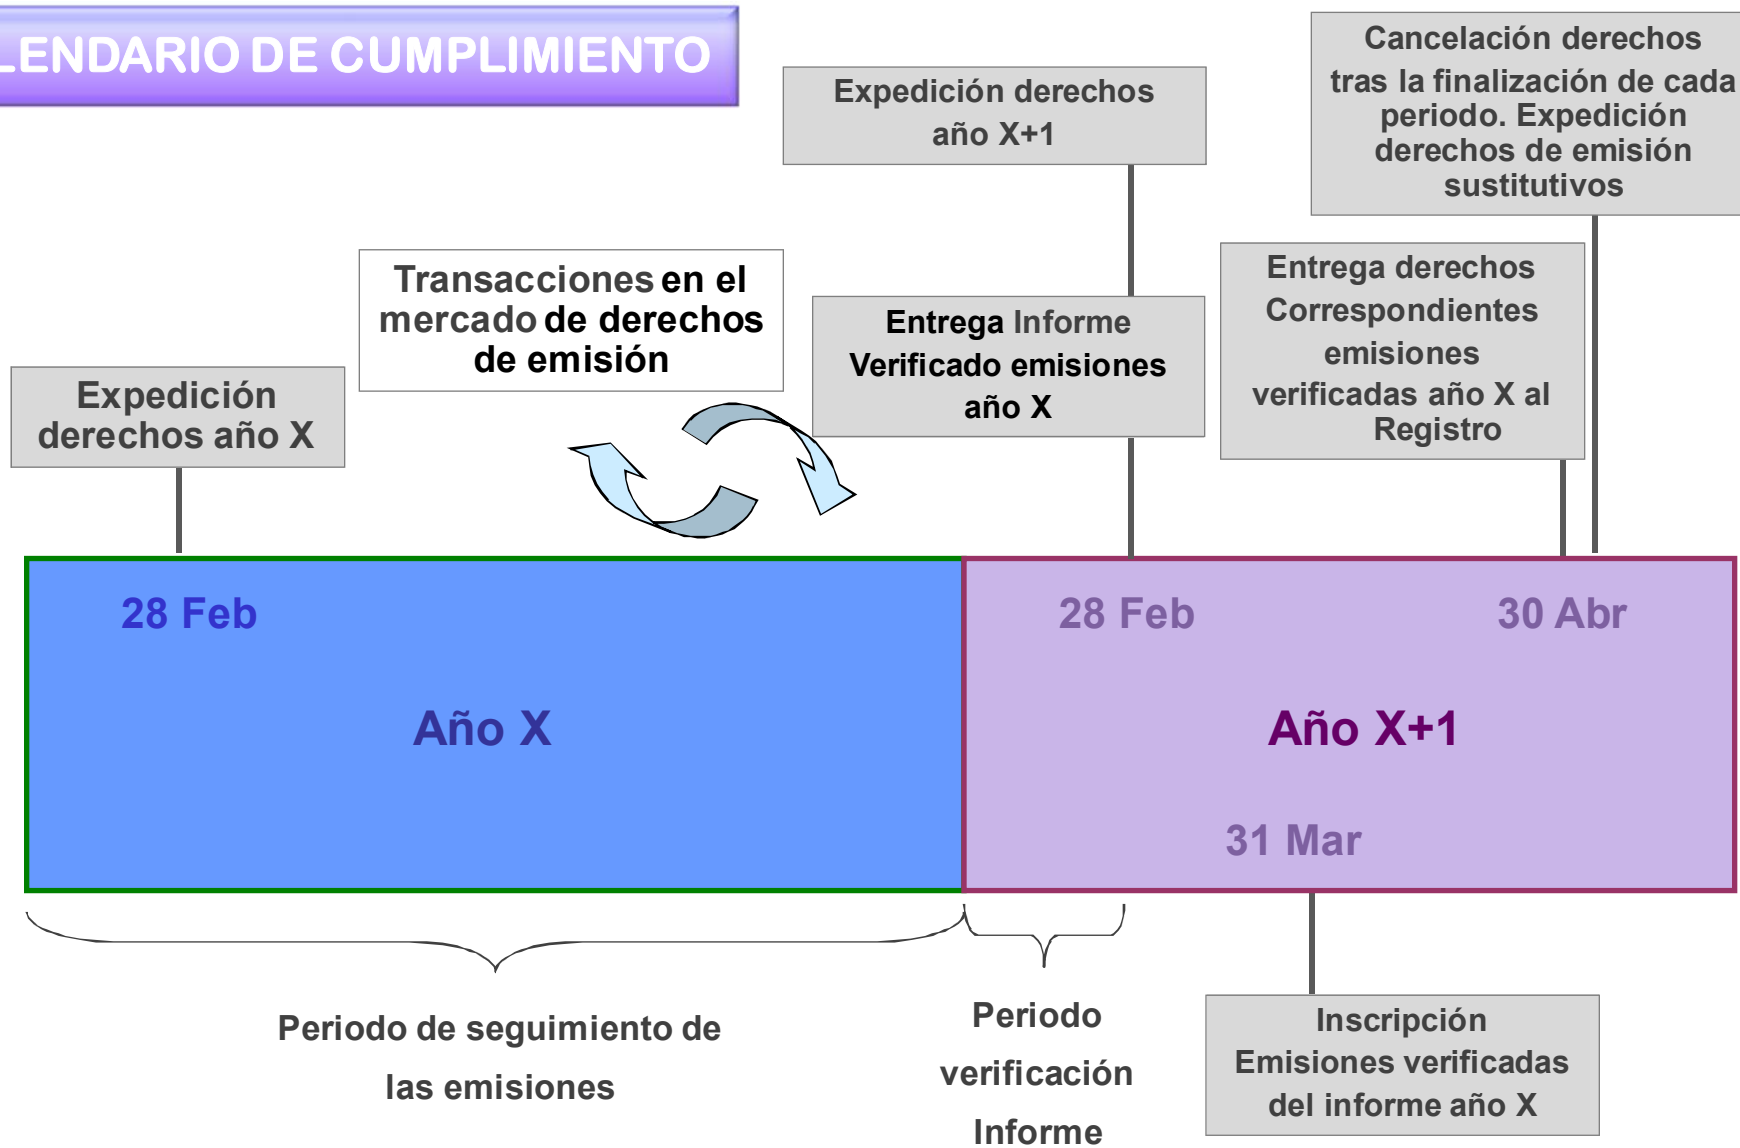 LENDARIO DE CUMPLIMIENTO
Cancelación derechos
tras la finalización de cada
periodo. Expedición
derechos de emisión
sustitutivos
Expedición derechos
año X+1
Transacciones en el
mercado de derechos
de emisión
Entrega derechos
Correspondientes
emisiones
verificadas año X al
Registro
Entrega Informe
Verificado emisiones
año X
Expedición
derechos año X
28 Feb
28 Feb
30 Abr
Año X
Año X+1
31 Mar
Periodo de seguimiento de
las emisiones
Periodo
verificación
Informe
Inscripción
Emisiones verificadas
del informe año X